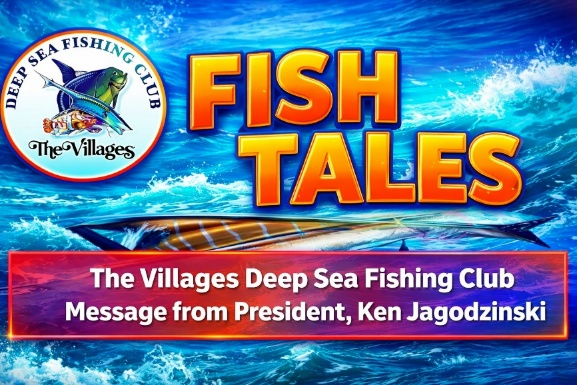 DEEP SEA FISHING CLUB
The Villages
FISH
TALES
The Villages Deep Sea Fishing Club
Message from President, Ken Jagodzinski